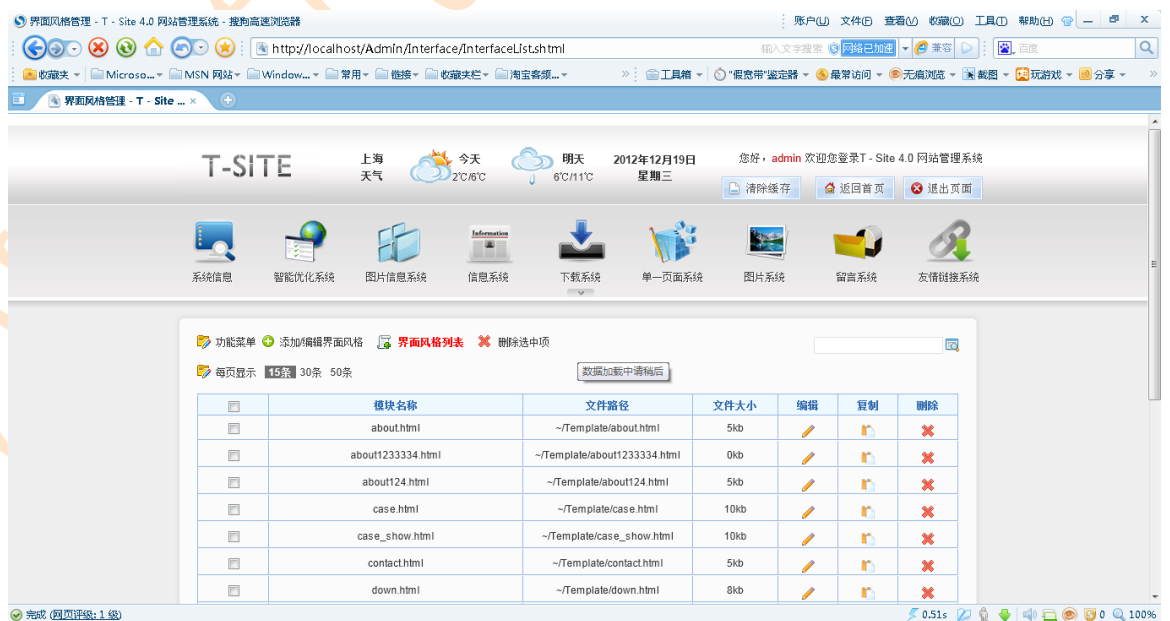 界面风格管理 - T - Site 4.0 网站管理系统 - 搜狗高速浏览器
账户(U) 文件(F) 查看(V) 收藏(O) 工具(T) 帮助(H)
http://localhost/Admin/Interface/InterfaceList.shtml
输入文字搜索 网络已加速 兼容 百度
收藏夹 Microso... MSN 网站 Window... 常用 链接 收藏夹栏 淘宝客频...
工具箱 "假宽带"鉴定器 最常访问 无痕浏览 截图 玩游戏 分享
界面风格管理 - T - Site ...
T-SITE
上海 今天 明天 2012年12月19日
天气 2℃/6℃ 6℃/11℃ 星期三
您好，admin 欢迎您登录T - Site 4.0 网站管理系统
清除缓存 返回首页 退出页面
Information
系统信息 智能优化系统 图片信息系统 信息系统 下载系统 单一页面系统 图片系统 留言系统 友情链接系统
功能菜单 添加/编辑界面风格 界面风格列表 删除选中项
每页显示 15条 30条 50条
数据加载中请稍后
模块名称 文件路径 文件大小 编辑 复制 删除
about.html ~/Template/about.html 5kb
about1233334.html ~/Template/about1233334.html 0kb
about124.html ~/Template/about124.html 5kb
case.html ~/Template/case.html 10kb
case_show.html ~/Template/case_show.html 10kb
contact.html ~/Template/contact.html 5kb
down.html ~/Template/down.html 8kb
完成 (网页评级: 1 级)
0.51s 0 100%